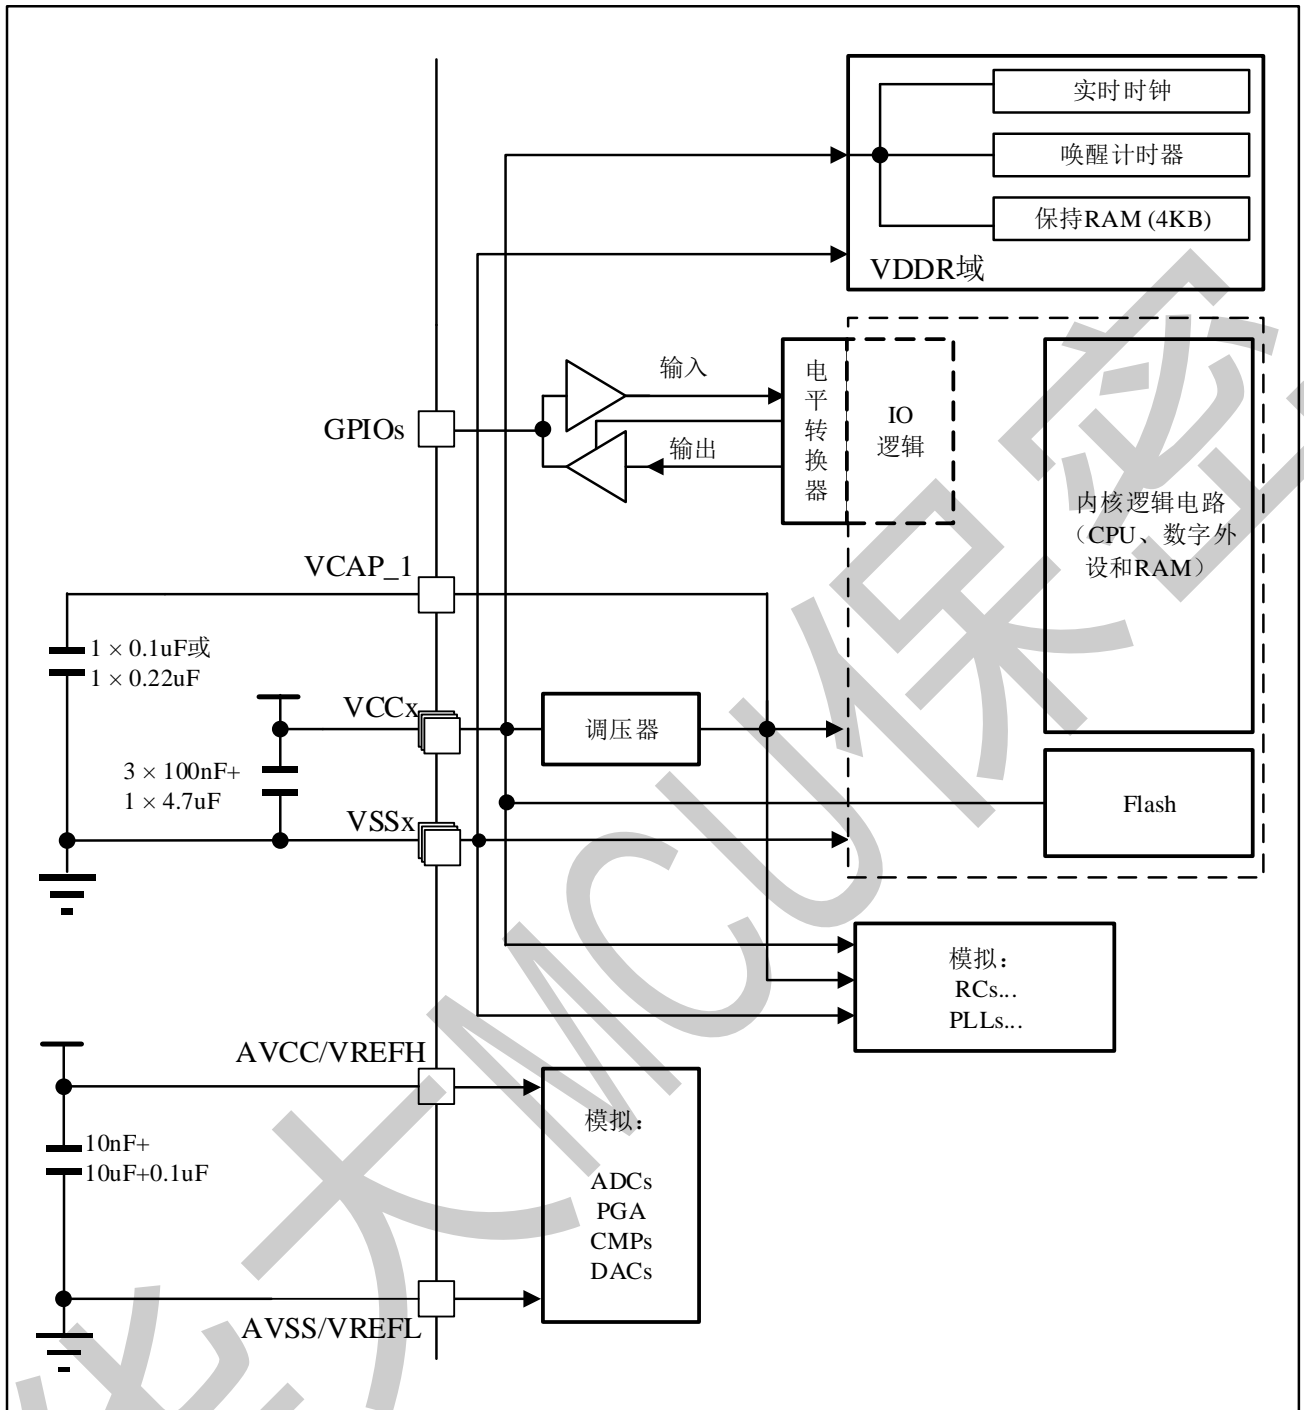 实时时钟
唤醒计时器
保持RAM (4KB)
VDDR域
输入
电平转换器
IO
逻辑
GPIOs
输出
内核逻辑电路
（CPU、数字外
设和RAM）
VCAP_1
1 × 0.1uF或
1 × 0.22uF
VCCx
调压器
3 × 100nF+
1 × 4.7uF
Flash
VSSx
模拟：
RCs...
PLLs...
AVCC/VREFH
模拟：
10nF+
10uF+0.1uF
ADCs
PGA
CMPs
DACs
AVSS/VREFL
华大MCU保密